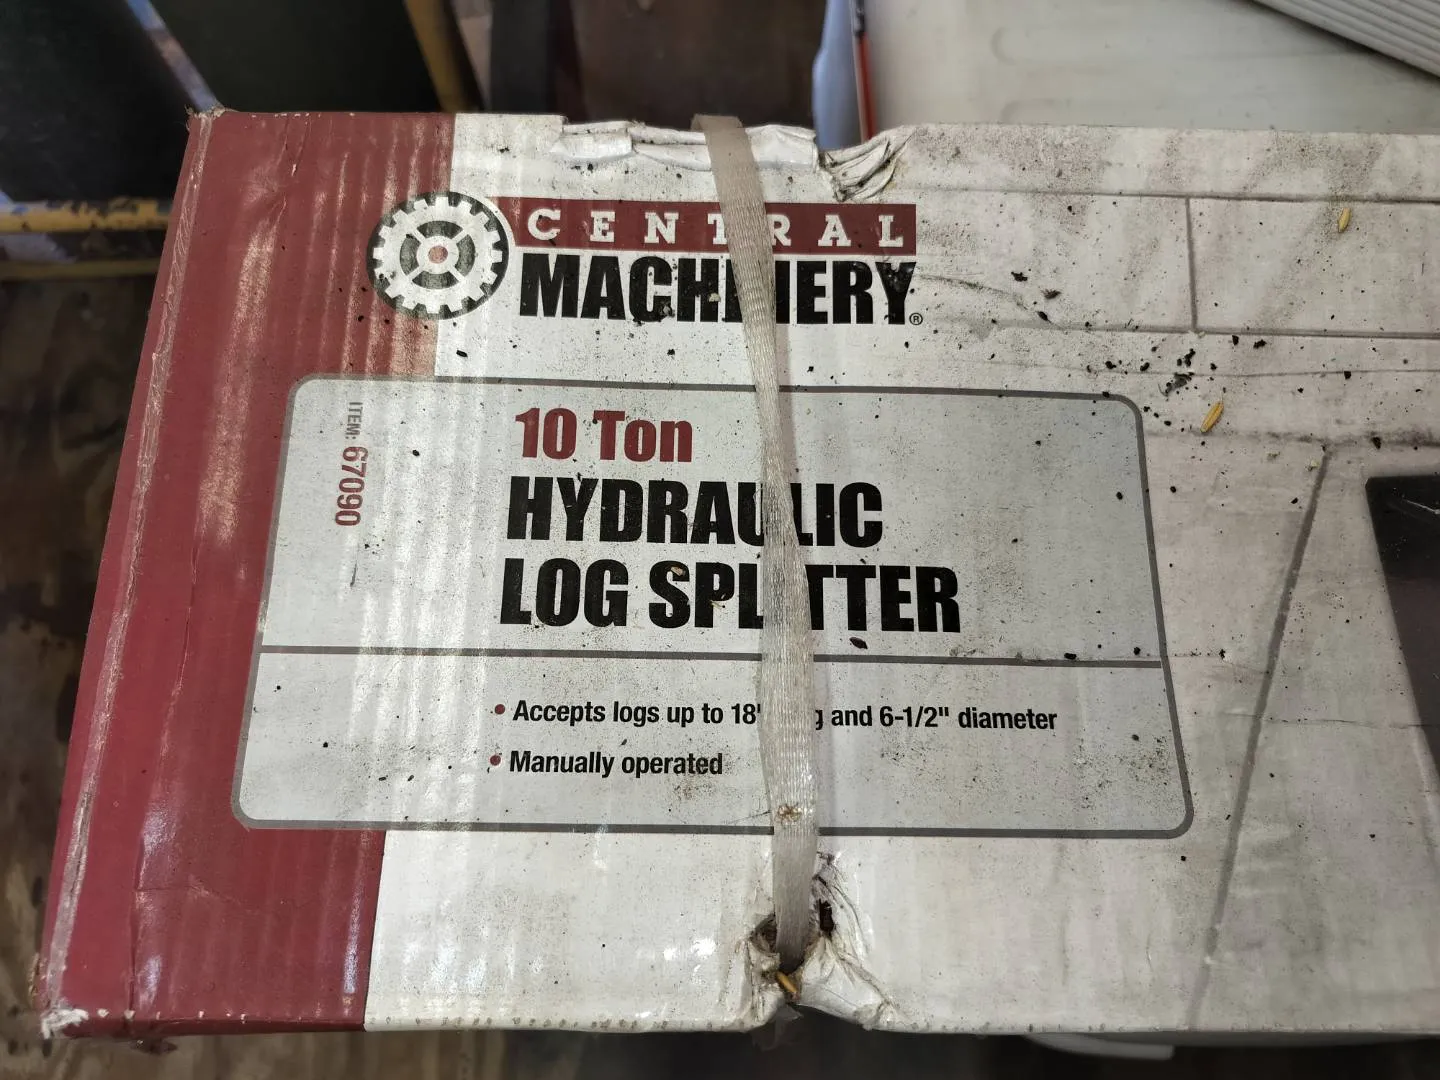 CENTRAL
MACHINERY®
ITEM: 67090
10 Ton
HYDRAULIC
LOG SPLITTER
• Accepts logs up to 18" and 6-1/2" diameter
• Manually operated